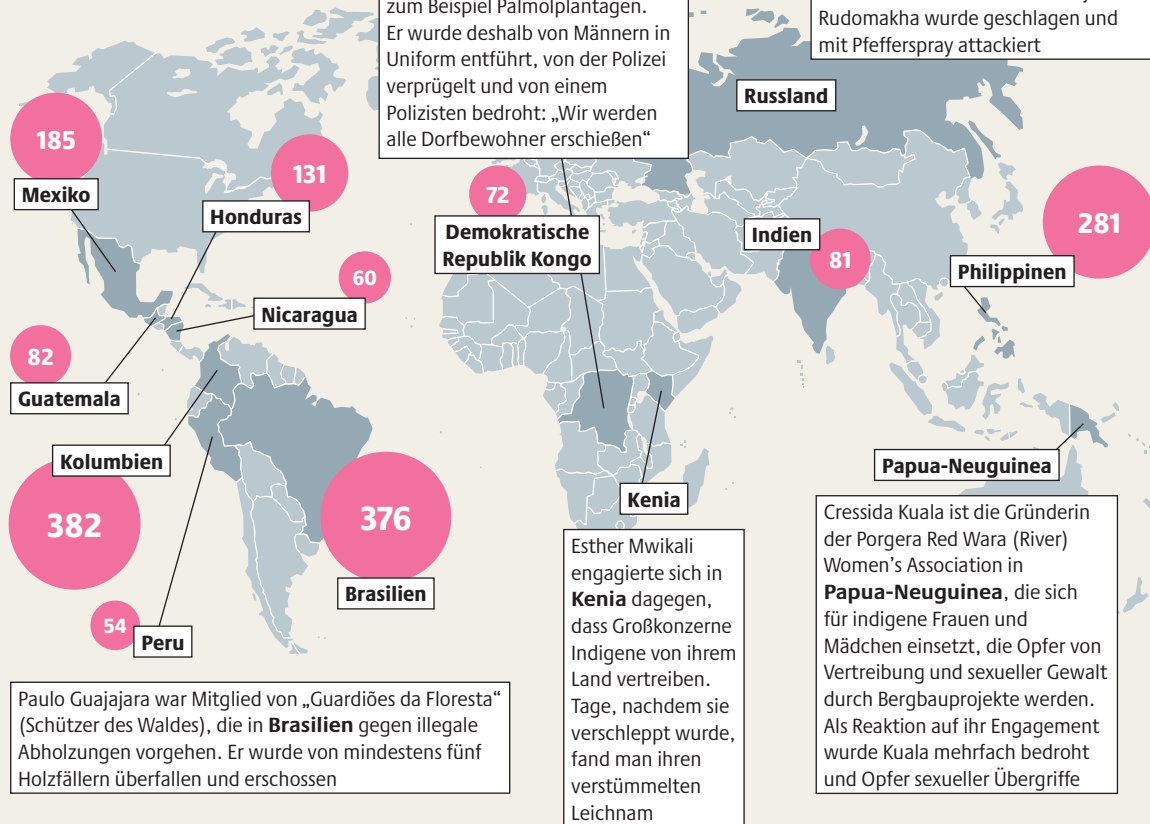 zum Beispiel Palmölplantagen.
Er wurde deshalb von Männern in
Uniform entführt, von der Polizei
verprügelt und von einem
Polizisten bedroht: „Wir werden
alle Dorfbewohner erschießen“
Rudomakha wurde geschlagen und
mit Pfefferspray attackiert
Russland
185
Mexiko
131
Honduras
72
Demokratische
Republik Kongo
Indien
81
281
Philippinen
60
Nicaragua
82
Guatemala
Kolumbien
382
376
Brasilien
54
Peru
Kenia
Papua-Neuguinea
Paulo Guajajara war Mitglied von „Guardiões da Floresta“
(Schützer des Waldes), die in Brasilien gegen illegale
Abholzungen vorgehen. Er wurde von mindestens fünf
Holzfällern überfallen und erschossen
Esther Mwikali
engagierte sich in
Kenia dagegen,
dass Großkonzerne
Indigene von ihrem
Land vertreiben.
Tage, nachdem sie
verschleppt wurde,
fand man ihren
verstümmelten
Leichnam
Cressida Kuala ist die Gründerin
der Porgera Red Wara (River)
Women’s Association in
Papua-Neuguinea, die sich
für indigene Frauen und
Mädchen einsetzt, die Opfer von
Vertreibung und sexueller Gewalt
durch Bergbauprojekte werden.
Als Reaktion auf ihr Engagement
wurde Kuala mehrfach bedroht
und Opfer sexueller Übergriffe